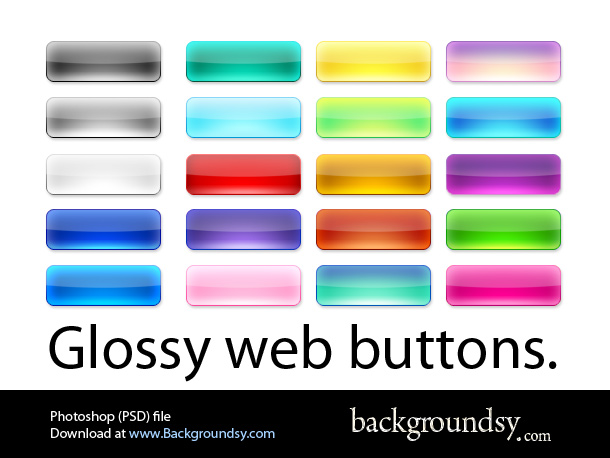 Glossy web buttons.
Photoshop (PSD) file
Download at www.Backgroundsy.com
backgroundsy.com